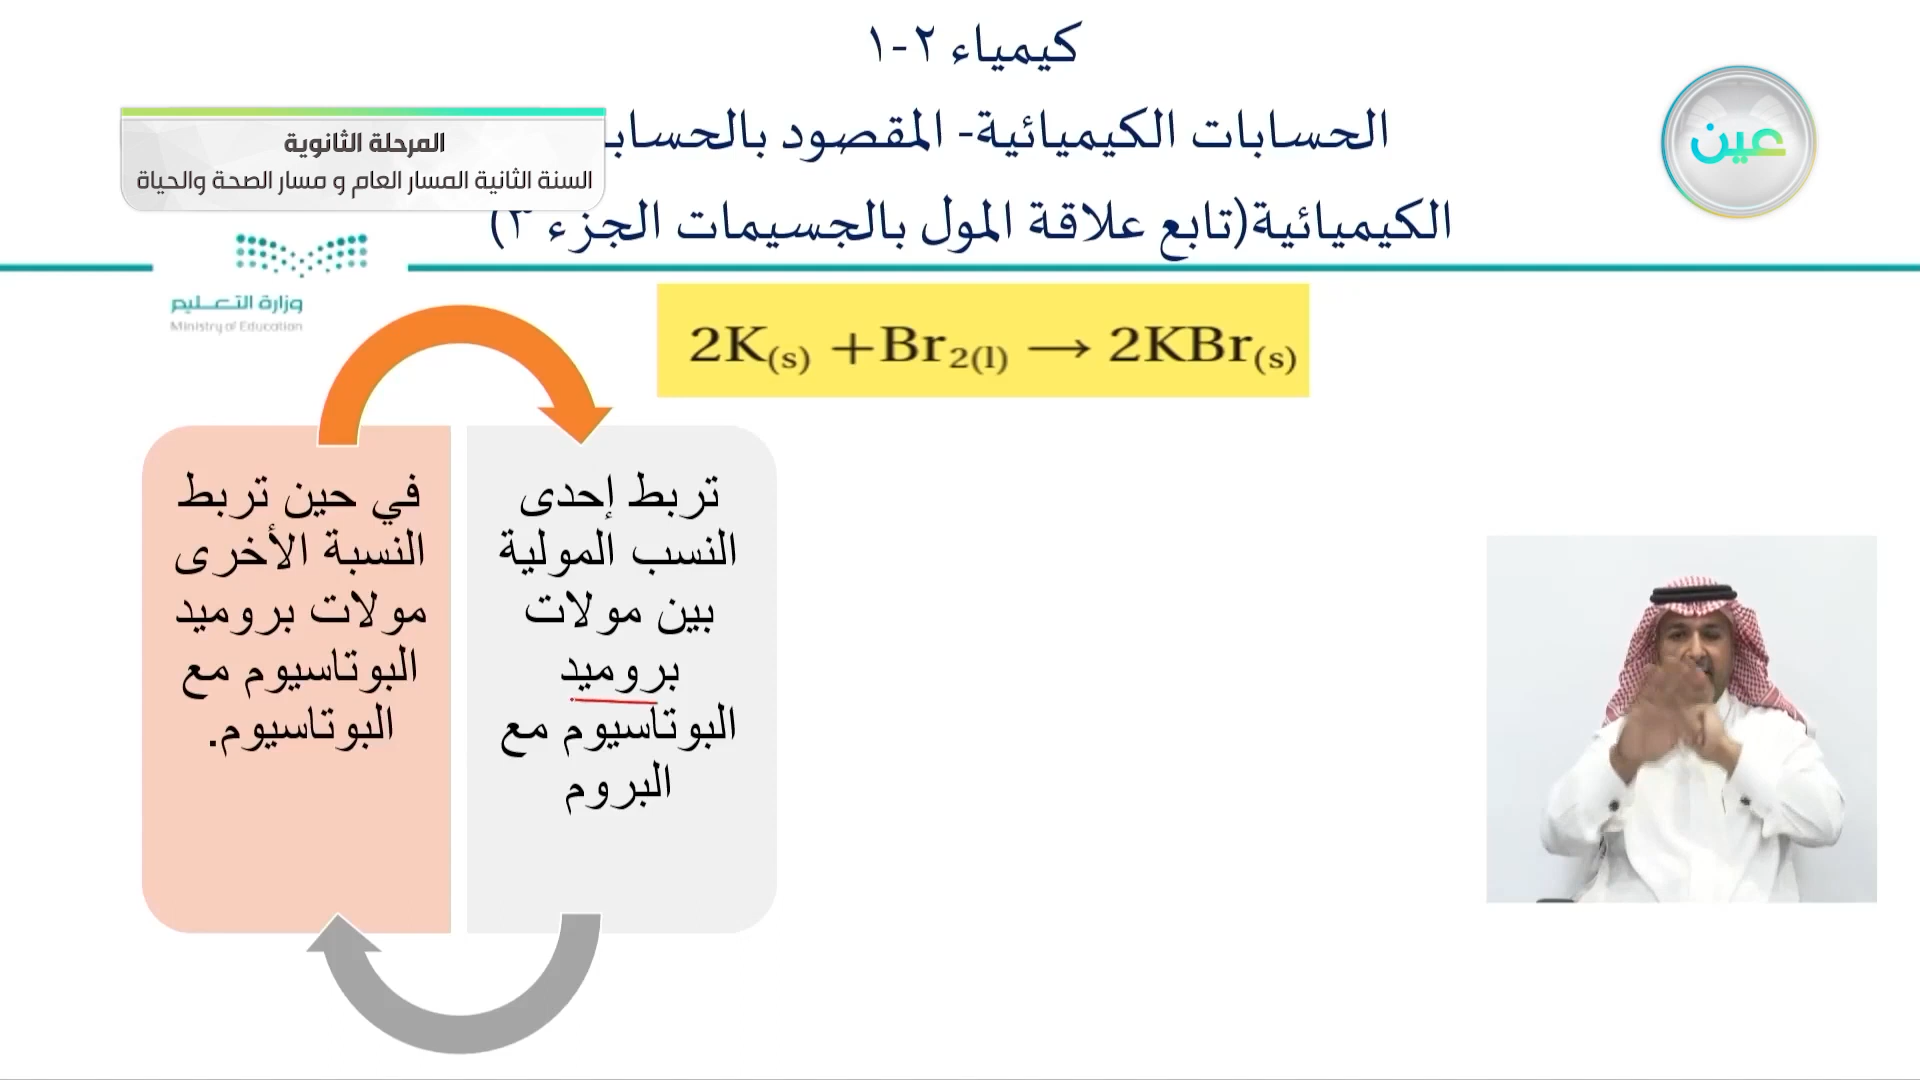 كيمياء ٢-١
الحسابات الكيميائية- المقصود بالحساب
الكيميائية(تابع علاقة المول بالجسيمات الجزء ٣)
المرحلة الثانوية
السنة الثانية المسار العام و مسار الصحة والحياة
عين
وزارة التعليم
Ministry of Education
2K(s) +Br2(l) → 2KBr(s)
تربط إحدى
النسب المولية
بين مولات
بروميد
البوتاسيوم مع
البروم
في حين تربط
النسبة الأخرى
مولات بروميد
البوتاسيوم مع
البوتاسيوم.